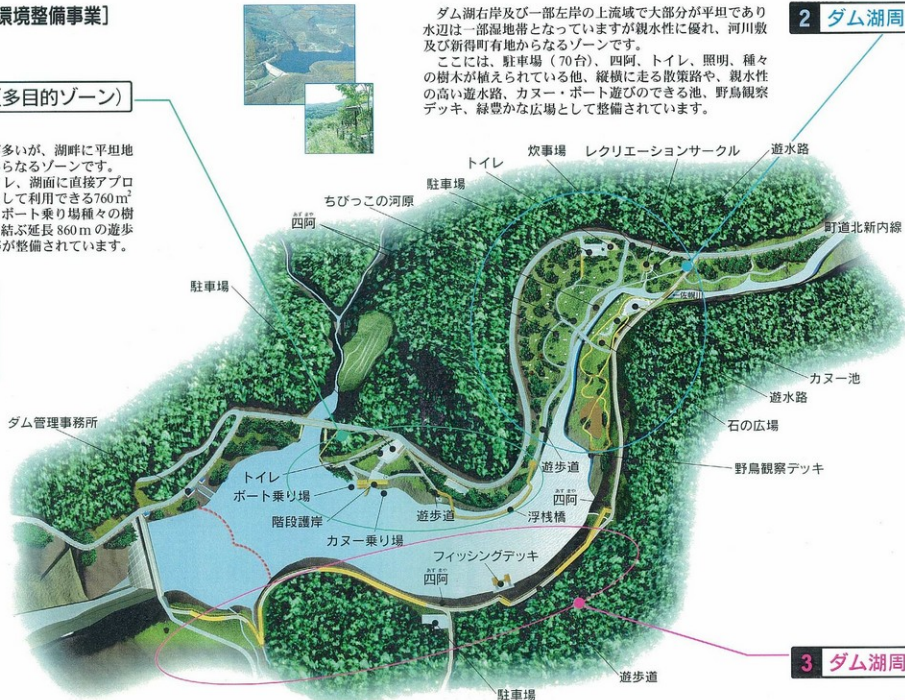 環境整備事業］
（多目的ゾーン）
多いが、湖畔に平坦地
らなるゾーンです。
レ、湖面に直接アプロ
して利用できる760㎡
ボート乗り場種々の樹
結ぶ延長860mの遊歩
が整備されています。
ダム湖右岸及び一部左岸の上流域で大部分が平坦であり
水辺は一部湿地帯となっていますが親水性に優れ、河川敷
及び新得町有地からなるゾーンです。
ここには、駐車場（70台）、四阿、トイレ、照明、種々
の樹木が植えられている他、縦横に走る散策路や、親水性
の高い遊水路、カヌー・ボート遊びのできる池、野鳥観察
デッキ、緑豊かな広場として整備されています。
2 ダム湖周
炊事場
レクリエーションサークル
遊水路
トイレ
駐車場
ちびっこの河原
あずまや
四阿
町道北新内線
駐車場
佐幌川
カヌー池
遊水路
石の広場
野鳥観察デッキ
ダム管理事務所
トイレ
ボート乗り場
階段護岸
カヌー乗り場
遊歩道
遊歩道
あずまや
四阿
浮桟橋
フィッシングデッキ
あずまや
四阿
3 ダム湖周
遊歩道
駐車場